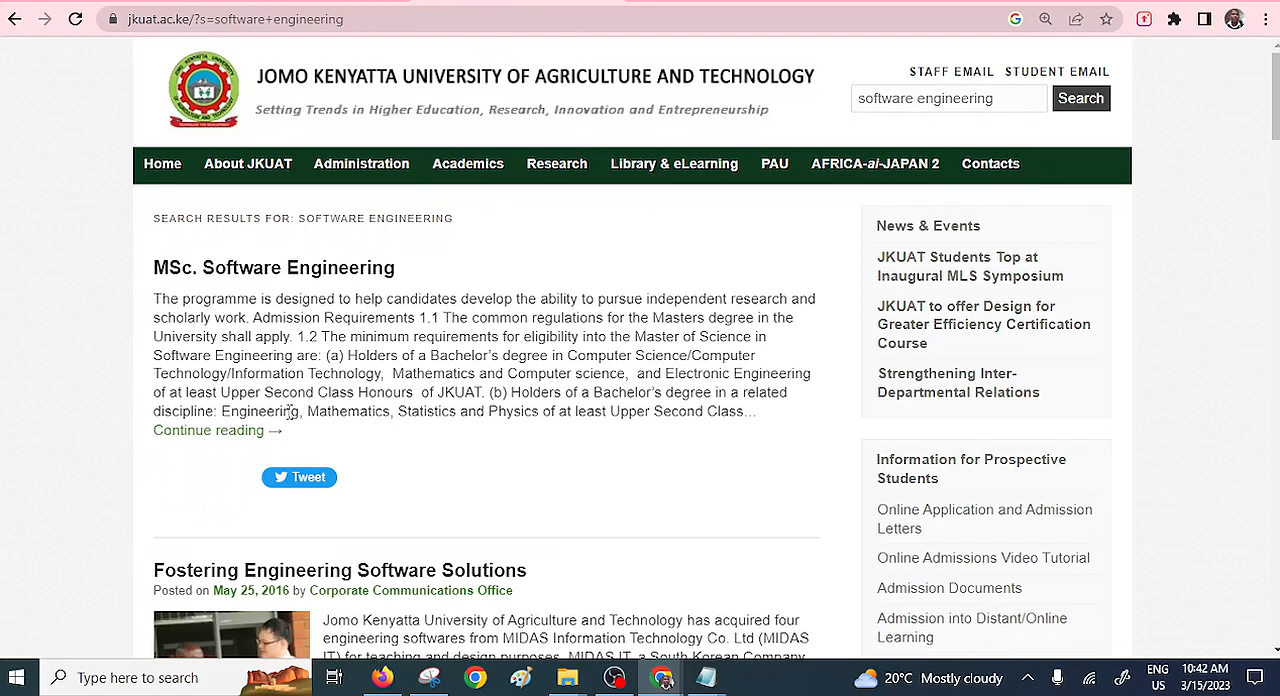 jkuat.ac.ke/?s=software+engineering
JOMO KENYATTA UNIVERSITY OF AGRICULTURE AND TECHNOLOGY
Setting Trends in Higher Education, Research, Innovation and Entrepreneurship
STAFF EMAIL STUDENT EMAIL
software engineering Search
Home About JKUAT Administration Academics Research Library & eLearning PAU AFRICA-ai-JAPAN 2 Contacts
SEARCH RESULTS FOR: SOFTWARE ENGINEERING
MSc. Software Engineering
The programme is designed to help candidates develop the ability to pursue independent research and
scholarly work. Admission Requirements 1.1 The common regulations for the Masters degree in the
University shall apply. 1.2 The minimum requirements for eligibility into the Master of Science in
Software Engineering are: (a) Holders of a Bachelor’s degree in Computer Science/Computer
Technology/Information Technology, Mathematics and Computer science, and Electronic Engineering
of at least Upper Second Class Honours of JKUAT. (b) Holders of a Bachelor’s degree in a related
discipline: Engineering, Mathematics, Statistics and Physics of at least Upper Second Class…
Continue reading →
Tweet
Fostering Engineering Software Solutions
Posted on May 25, 2016 by Corporate Communications Office
Jomo Kenyatta University of Agriculture and Technology has acquired four
engineering softwares from MIDAS Information Technology Co. Ltd (MIDAS
IT) for teaching and design purposes. MIDAS IT, a South Korean Company
News & Events
JKUAT Students Top at
Inaugural MLS Symposium
JKUAT to offer Design for
Greater Efficiency Certification
Course
Strengthening Inter-
Departmental Relations
Information for Prospective
Students
Online Application and Admission
Letters
Online Admissions Video Tutorial
Admission Documents
Admission into Distant/Online
Learning
Type here to search
20°C Mostly cloudy
ENG
US
10:42 AM
3/15/2023